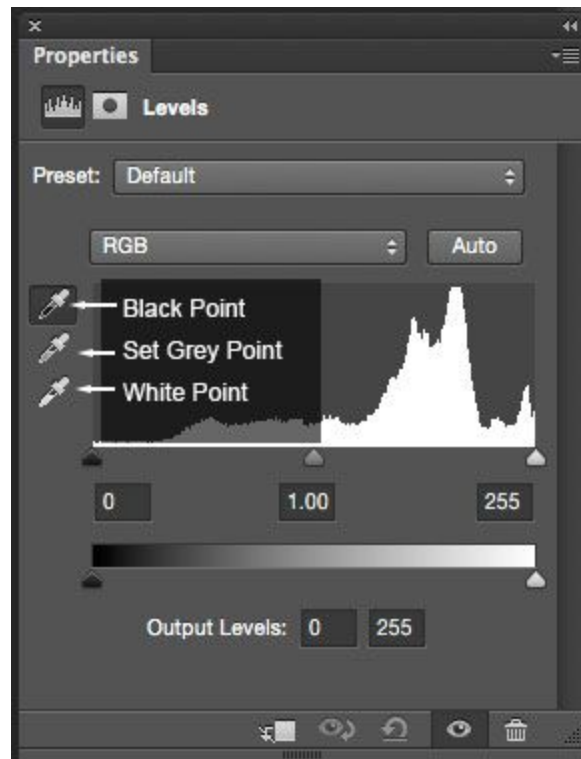 Properties
Levels
Preset: Default
RGB Auto
Black Point
Set Grey Point
White Point
0 1.00 255
Output Levels: 0 255